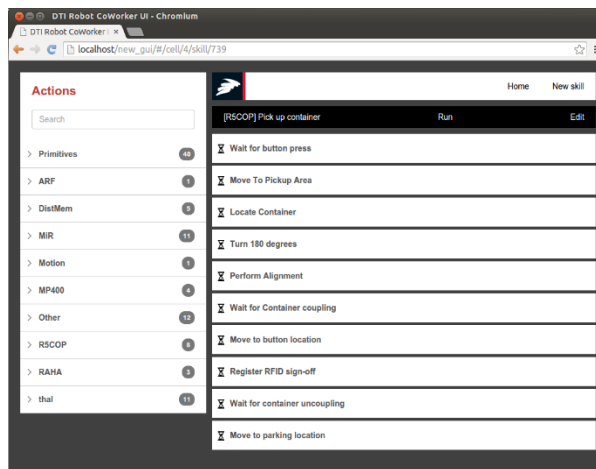 DTI Robot CoWorker UI - Chromium
DTI Robot CoWorker
localhost/new_gui/#/cell/4/skill/739
Actions
Search
Primitives 40
ARF 1
DistMem 5
MiR 11
Motion 1
MP400 4
Other 12
R5COP 8
RAHA 3
thal 11
Home New skill
[R5COP] Pick up container Run Edit
Wait for button press
Move To Pickup Area
Locate Container
Turn 180 degrees
Perform Alignment
Wait for Container coupling
Move to button location
Register RFID sign-off
Wait for container uncoupling
Move to parking location